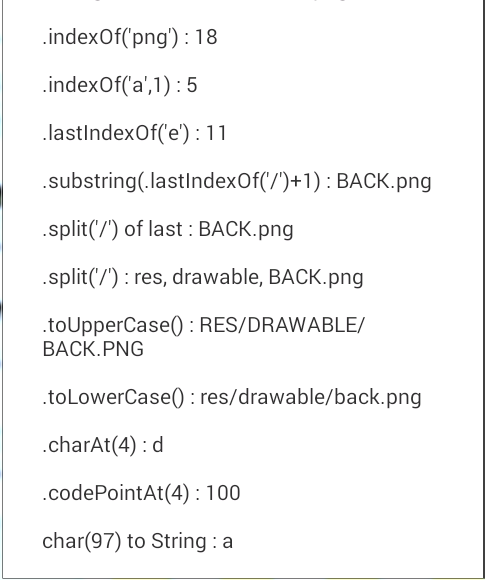 .indexOf('png') : 18
.indexOf('a',1) : 5
.lastIndexOf('e') : 11
.substring(.lastIndexOf('/')+1) : BACK.png
.split('/') of last : BACK.png
.split('/') : res, drawable, BACK.png
.toUpperCase() : RES/DRAWABLE/
BACK.PNG
.toLowerCase() : res/drawable/back.png
.charAt(4) : d
.codePointAt(4) : 100
char(97) to String : a